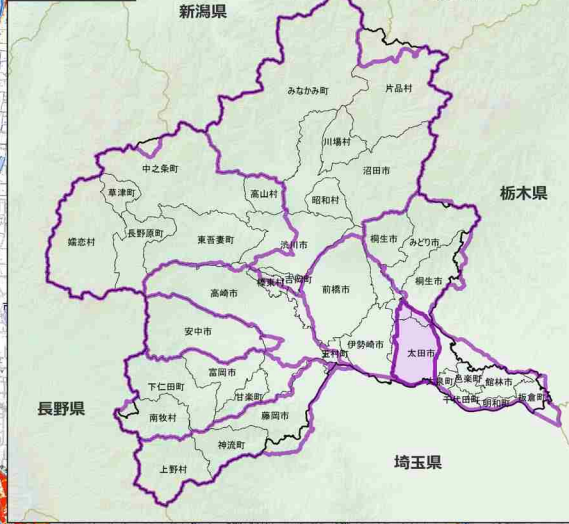 新潟県
みなかみ町
片品村
川場村
中之条町
沼田市
草津町
高山村
昭和村
栃木県
嬬恋村
長野原町
東吾妻町
渋川市
桐生市
みどり市
榛東村
吉岡町
前橋市
桐生市
高崎市
安中市
伊勢崎市
玉村町
太田市
富岡市
下仁田町
甘楽町
大泉町
邑楽町
館林市
板倉町
千代田町
明和町
長野県
南牧村
藤岡市
神流町
上野村
埼玉県